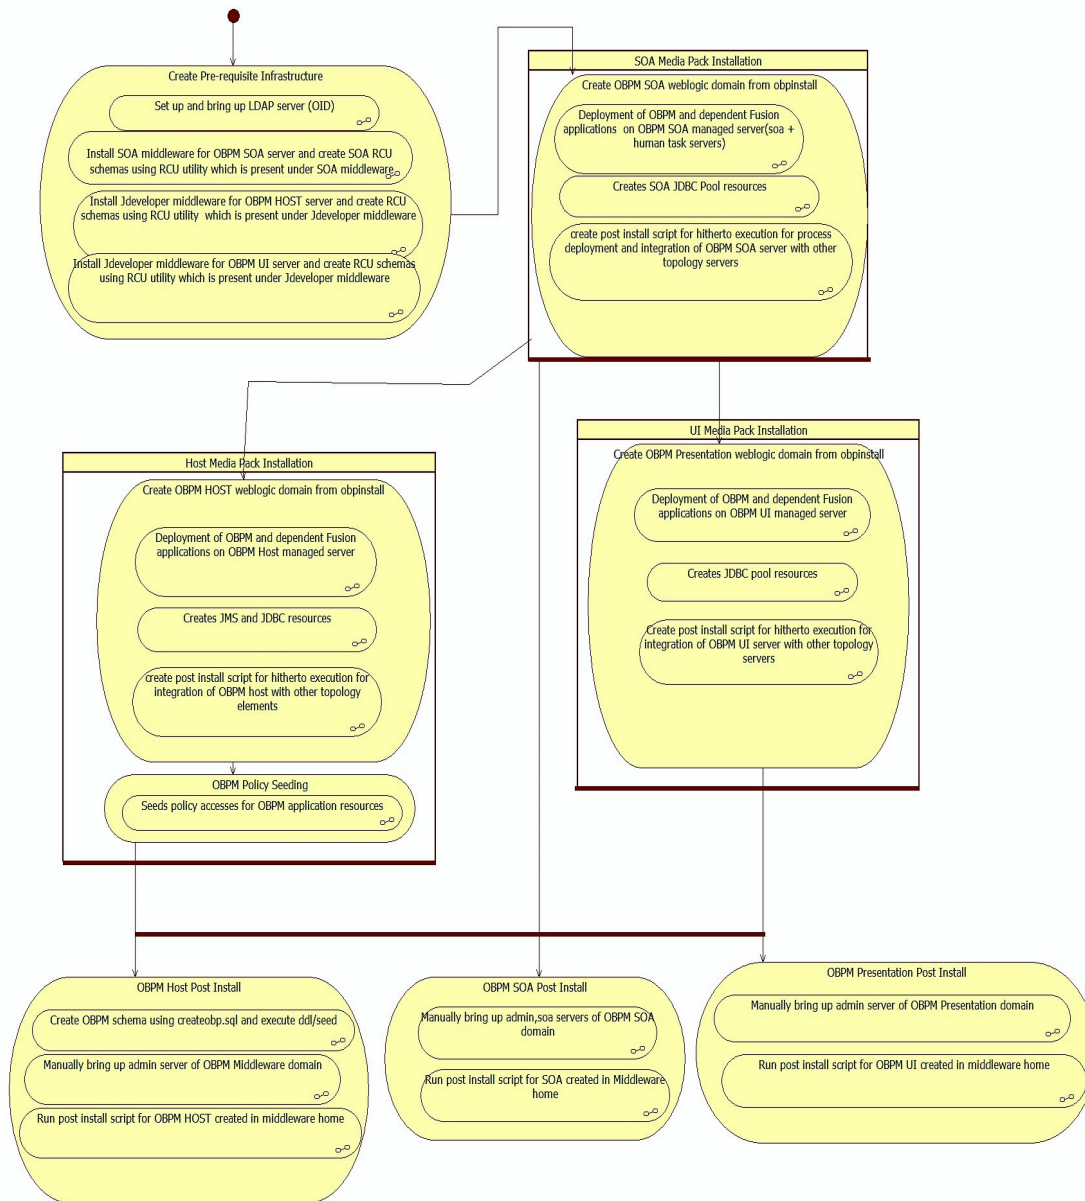 Create Pre-requisite Infrastructure
Set up and bring up LDAP server (OID)
Install SOA middleware for OBPM SOA server and create SOA RCU
schemas using RCU utility which is present under SOA middleware
Install Jdeveloper middleware for OBPM HOST server and create RCU
schemas using RCU utility  which is present under Jdeveloper middleware
Install Jdeveloper middleware for OBPM UI server and create RCU schemas
using RCU utility which is present under Jdeveloper middleware
SOA Media Pack Installation
Create OBPM SOA weblogic domain from obpinstall
Deployment of OBPM and dependent Fusion
applications  on OBPM SOA managed server(soa +
human task servers)
Creates SOA JDBC Pool resources
create post install script for hitherto execution for process
deployment and integration of OBPM SOA server with other
topology servers
Host Media Pack Installation
Create OBPM HOST weblogic domain from obpinstall
Deployment of OBPM and dependent Fusion
applications on OBPM Host managed server
Creates JMS and JDBC resources
create post install script for hitherto execution for
integration of OBPM host with other topology
elements
OBPM Policy Seeding
Seeds policy accesses for OBPM application resources
UI Media Pack Installation
Create OBPM Presentation weblogic domain from obpinstall
Deployment of OBPM and dependent Fusion
applications on OBPM UI managed server
Creates JDBC pool resources
Create post install script for hitherto execution for
integration of OBPM UI server with other topology
servers
OBPM Host Post Install
Create OBPM schema using createobp.sql and execute ddl/seed
Manually bring up admin server of OBPM Middleware domain
Run post install script for OBPM HOST created in middleware home
OBPM SOA Post Install
Manually bring up admin,soa servers of OBPM SOA
domain
Run post install script for SOA created in Middleware
home
OBPM Presentation Post Install
Manually bring up admin server of OBPM Presentation domain
Run post install script for OBPM UI created in middleware home